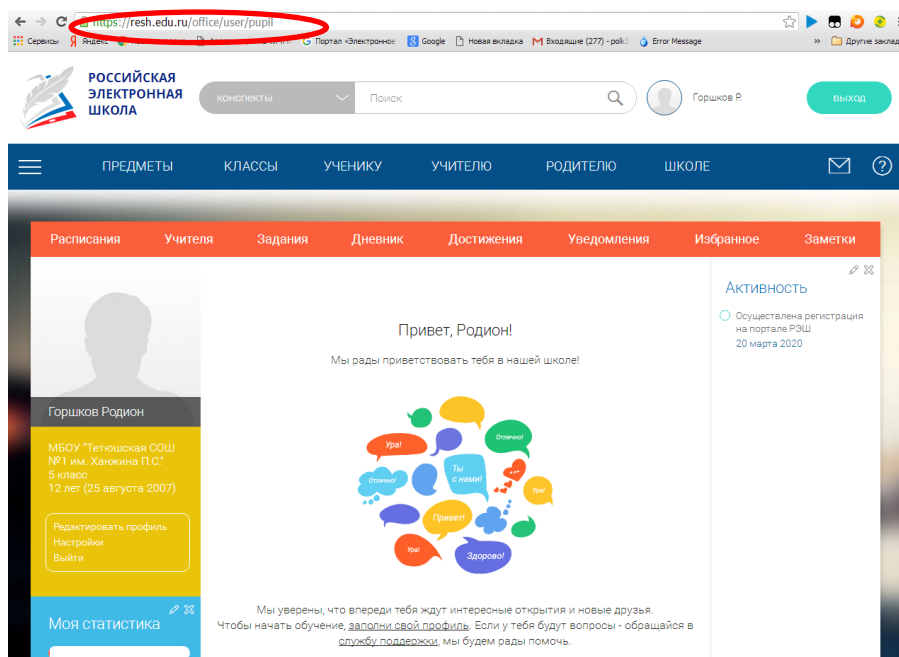 https://resh.edu.ru/office/user/pupil
Сервисы
Яндекс
G Портал «Электронное
Google
Новая вкладка
Входящие (277) - polk
Error Message
»
Другие заклад
РОССИЙСКАЯ
ЭЛЕКТРОННАЯ
ШКОЛА
конспекты
Поиск
Горшков Р.
выход
ПРЕДМЕТЫ
КЛАССЫ
УЧЕНИКУ
УЧИТЕЛЮ
РОДИТЕЛЮ
ШКОЛЕ
?
Расписания
Учителя
Задания
Дневник
Достижения
Уведомления
Избранное
Заметки
Горшков Родион
МБОУ "Тетюшская СОШ
№1 им. Ханжина П.С."
5 класс
12 лет (25 августа 2007)
Редактировать профиль
Настройки
Выйти
Моя статистика
Привет, Родион!
Мы рады приветствовать тебя в нашей школе!
Ура!
Отлично!
Отлично!
Ты
с нами!
Ура!
Привет!
Ура!
Здорово!
Мы уверены, что впереди тебя ждут интересные открытия и новые друзья.
Чтобы начать обучение, заполни свой профиль. Если у тебя будут вопросы - обращайся в
службу поддержки, мы будем рады помочь.
Активность
Осуществлена регистрация
на портале РЭШ
20 марта 2020